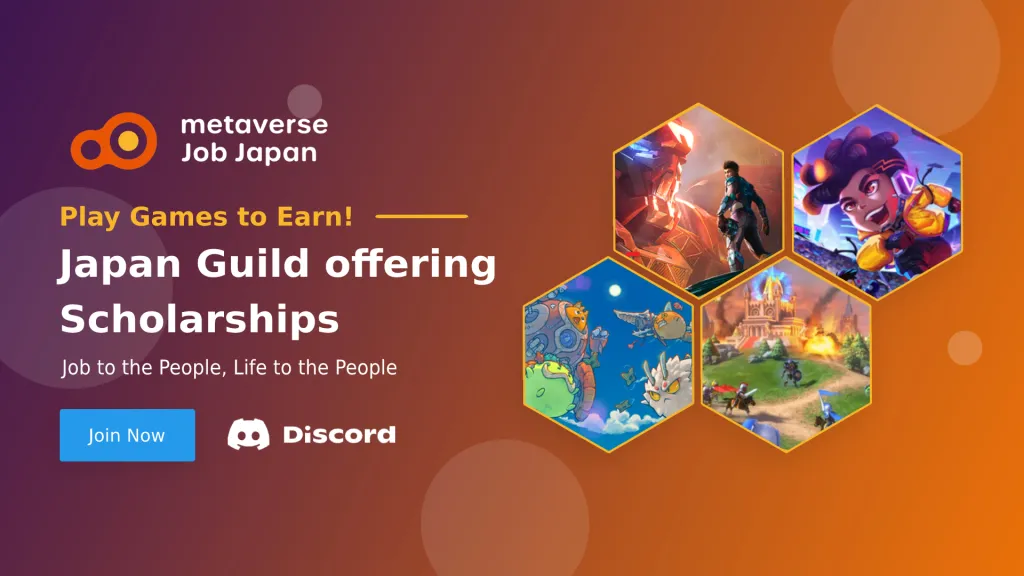 metaverse
Job Japan
Play Games to Earn!
Japan Guild offering
Scholarships
Job to the People, Life to the People
Join Now
Discord